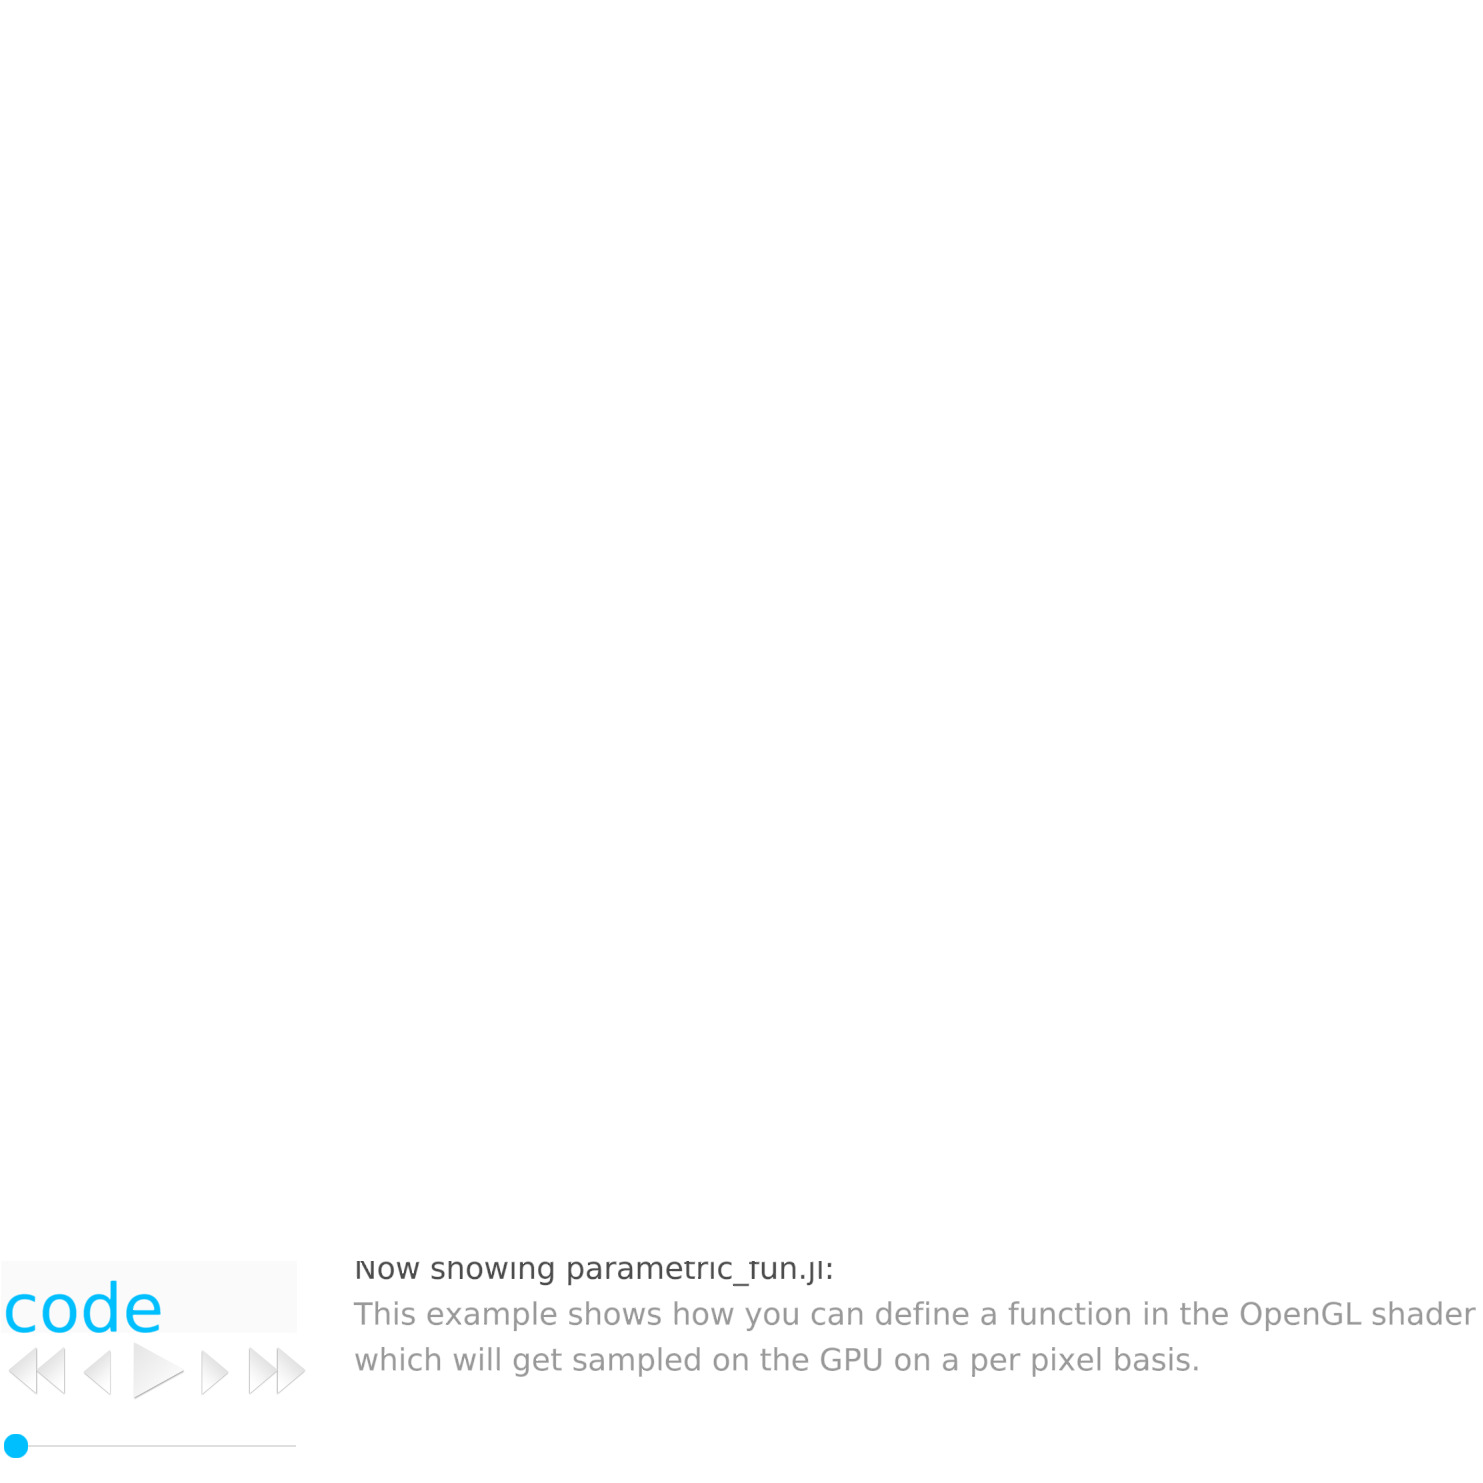 Now showing parametric_fun.jl:
code
This example shows how you can define a function in the OpenGL shader
which will get sampled on the GPU on a per pixel basis.